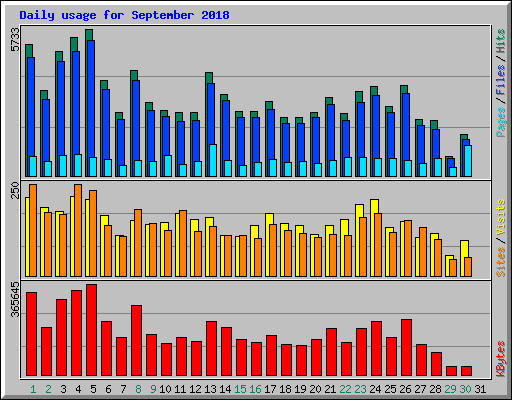 Daily usage for September 2018
5733
Pages / Files / Hits
250
Sites / Visits
365645
KBytes
1 2 3 4 5 6 7 8 9 10 11 12 13 14 15 16 17 18 19 20 21 22 23 24 25 26 27 28 29 30 31